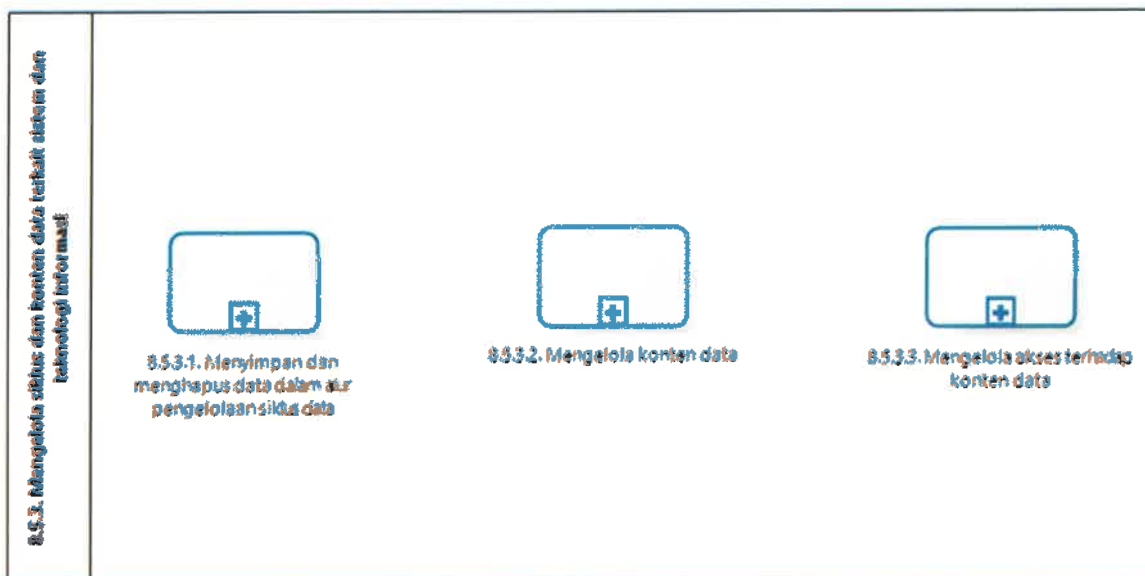 8.5.3. Mengelola siklus dan konten data terkait sistem dan
teknologi informasi
8.5.3.1. Menyimpan dan
menghapus data dalam alur
pengelolaan siklus data
8.5.3.2. Mengelola konten data
8.5.3.3. Mengelola akses terhadap
konten data